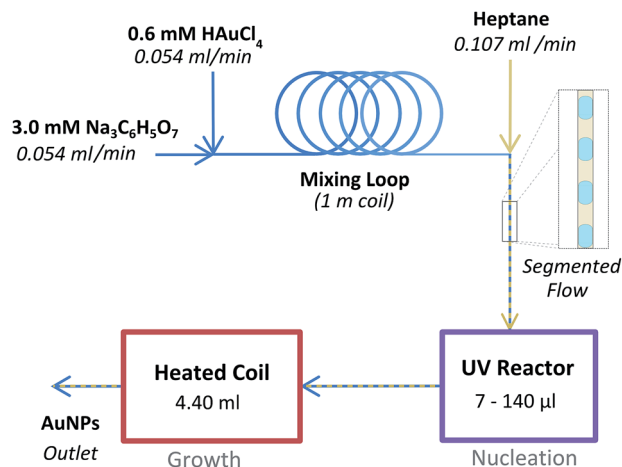 0.6 mM HAuCl₄
0.054 ml/min
Heptane
0.107 ml /min
3.0 mM Na₃C₆H₅O₇
0.054 ml/min
Mixing Loop
(1 m coil)
Segmented
Flow
Heated Coil
4.40 ml
UV Reactor
7 - 140 µl
AuNPs
Outlet
Growth
Nucleation